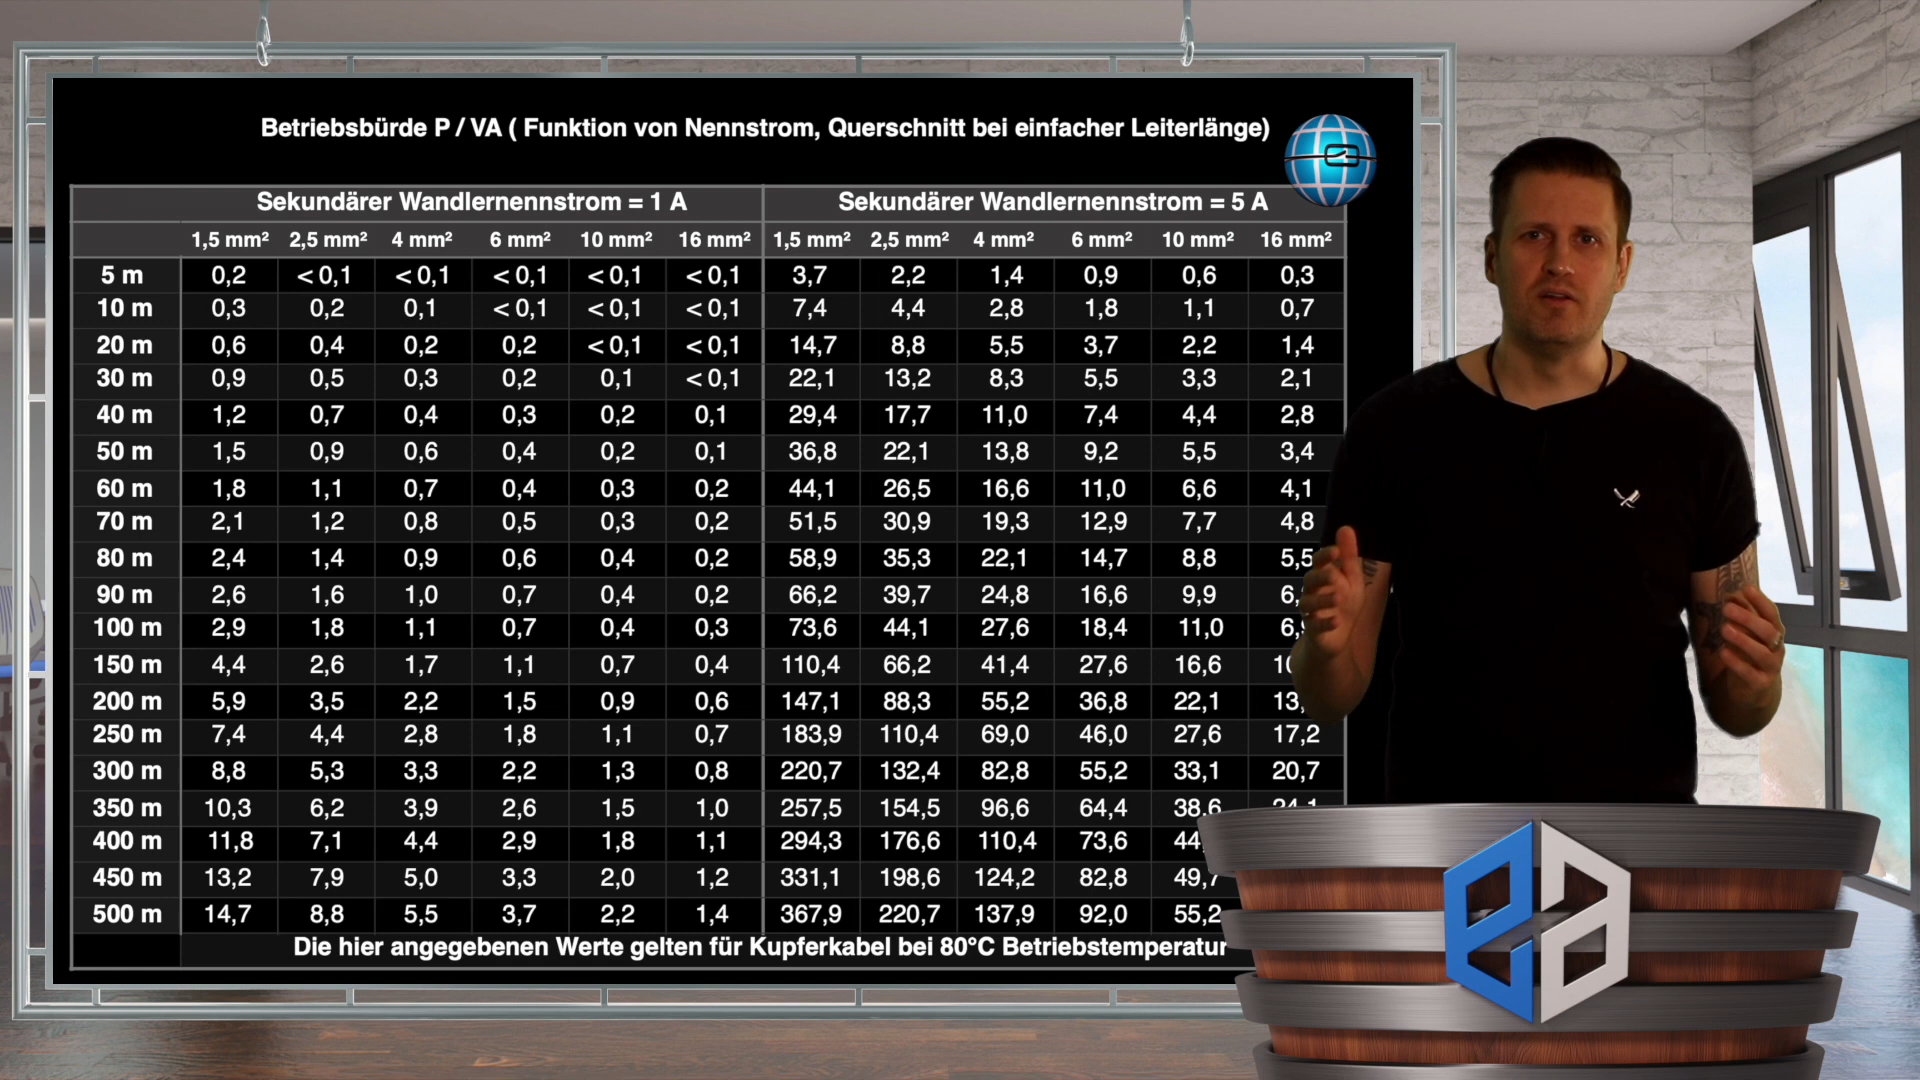 Betriebsbürde P / VA ( Funktion von Nennstrom, Querschnitt bei einfacher Leiterlänge)
Sekundärer Wandlernennstrom = 1 A Sekundärer Wandlernennstrom = 5 A
1,5 mm² 2,5 mm² 4 mm² 6 mm² 10 mm² 16 mm² 1,5 mm² 2,5 mm² 4 mm² 6 mm² 10 mm² 16 mm²
5 m 0,2 < 0,1 < 0,1 < 0,1 < 0,1 < 0,1 3,7 2,2 1,4 0,9 0,6 0,3
10 m 0,3 0,2 0,1 < 0,1 < 0,1 < 0,1 7,4 4,4 2,8 1,8 1,1 0,7
20 m 0,6 0,4 0,2 0,2 < 0,1 < 0,1 14,7 8,8 5,5 3,7 2,2 1,4
30 m 0,9 0,5 0,3 0,2 0,1 < 0,1 22,1 13,2 8,3 5,5 3,3 2,1
40 m 1,2 0,7 0,4 0,3 0,2 0,1 29,4 17,7 11,0 7,4 4,4 2,8
50 m 1,5 0,9 0,6 0,4 0,2 0,1 36,8 22,1 13,8 9,2 5,5 3,4
60 m 1,8 1,1 0,7 0,4 0,3 0,2 44,1 26,5 16,6 11,0 6,6 4,1
70 m 2,1 1,2 0,8 0,5 0,3 0,2 51,5 30,9 19,3 12,9 7,7 4,8
80 m 2,4 1,4 0,9 0,6 0,4 0,2 58,9 35,3 22,1 14,7 8,8 5,5
90 m 2,6 1,6 1,0 0,7 0,4 0,2 66,2 39,7 24,8 16,6 9,9
100 m 2,9 1,8 1,1 0,7 0,4 0,3 73,6 44,1 27,6 18,4 11,0
150 m 4,4 2,6 1,7 1,1 0,7 0,4 110,4 66,2 41,4 27,6 16,6
200 m 5,9 3,5 2,2 1,5 0,9 0,6 147,1 88,3 55,2 36,8 22,1
250 m 7,4 4,4 2,8 1,8 1,1 0,7 183,9 110,4 69,0 46,0 27,6 17,2
300 m 8,8 5,3 3,3 2,2 1,3 0,8 220,7 132,4 82,8 55,2 33,1 20,7
350 m 10,3 6,2 3,9 2,6 1,5 1,0 257,5 154,5 96,6 64,4 38,6
400 m 11,8 7,1 4,4 2,9 1,8 1,1 294,3 176,6 110,4 73,6
450 m 13,2 7,9 5,0 3,3 2,0 1,2 331,1 198,6 124,2 82,8 49,7
500 m 14,7 8,8 5,5 3,7 2,2 1,4 367,9 220,7 137,9 92,0 55,2
Die hier angegebenen Werte gelten für Kupferkabel bei 80°C Betriebstemperatur